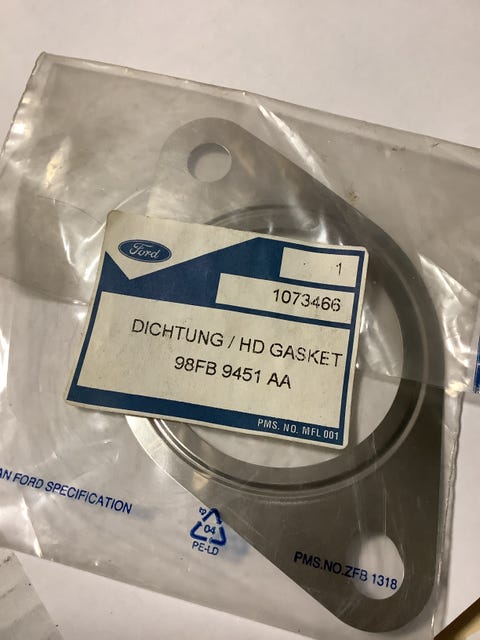 Ford
1
1073466
DICHTUNG / HD GASKET
98FB 9451 AA
PMS. NO. MFL 001
AN FORD SPECIFICATION
04
PE-LD
PMS.NO.ZFB 1318